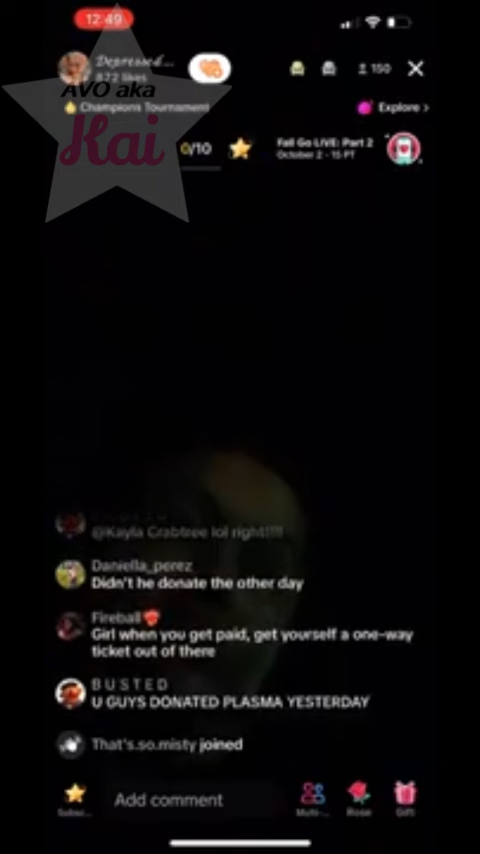 12:49
Depressed...
872 likes
150
AVO aka
Kai
Champions Tournament
Explore >
0/10
Fall Go LIVE: Part 2
October 2 - 15 PT
@Kayla Crabtree lol right!!!!
Daniella_perez
Didn't he donate the other day
Fireball
Girl when you get paid, get yourself a one-way
ticket out of there
BUSTED
U GUYS DONATED PLASMA YESTERDAY
That's.so.misty joined
Add comment
Multi-...
Rose
Gift